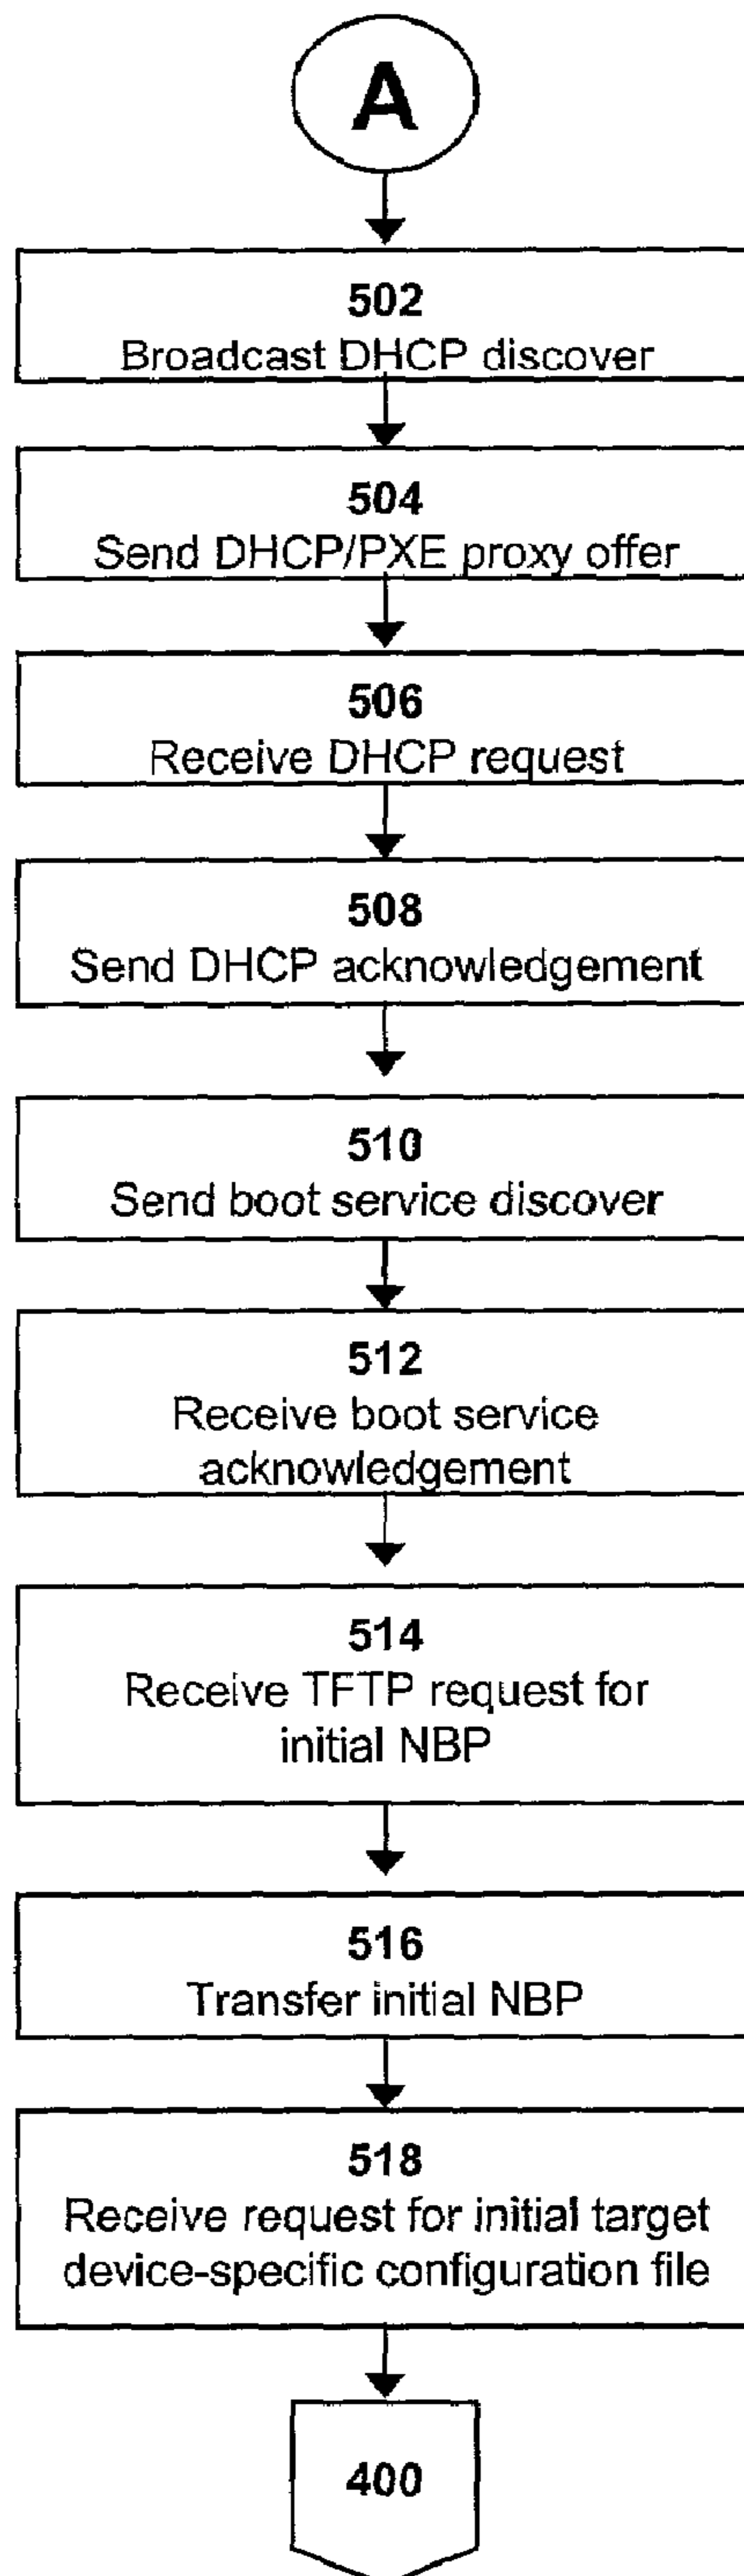 A
502
Broadcast DHCP discover
504
Send DHCP/PXE proxy offer
506
Receive DHCP request
508
Send DHCP acknowledgement
510
Send boot service discover
512
Receive boot service
acknowledgement
514
Receive TFTP request for
initial NBP
516
Transfer initial NBP
518
Receive request for initial target
device-specific configuration file
400